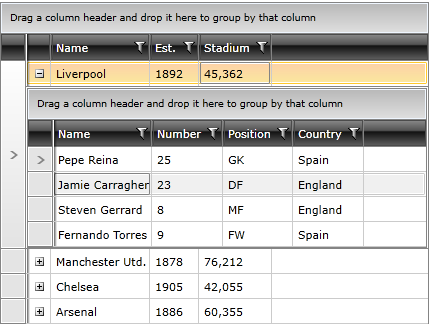 Drag a column header and drop it here to group by that column
Name Est. Stadium
Liverpool 1892 45,362
Drag a column header and drop it here to group by that column
Name Number Position Country
Pepe Reina 25 GK Spain
Jamie Carragher 23 DF England
Steven Gerrard 8 MF England
Fernando Torres 9 FW Spain
Manchester Utd. 1878 76,212
Chelsea 1905 42,055
Arsenal 1886 60,355